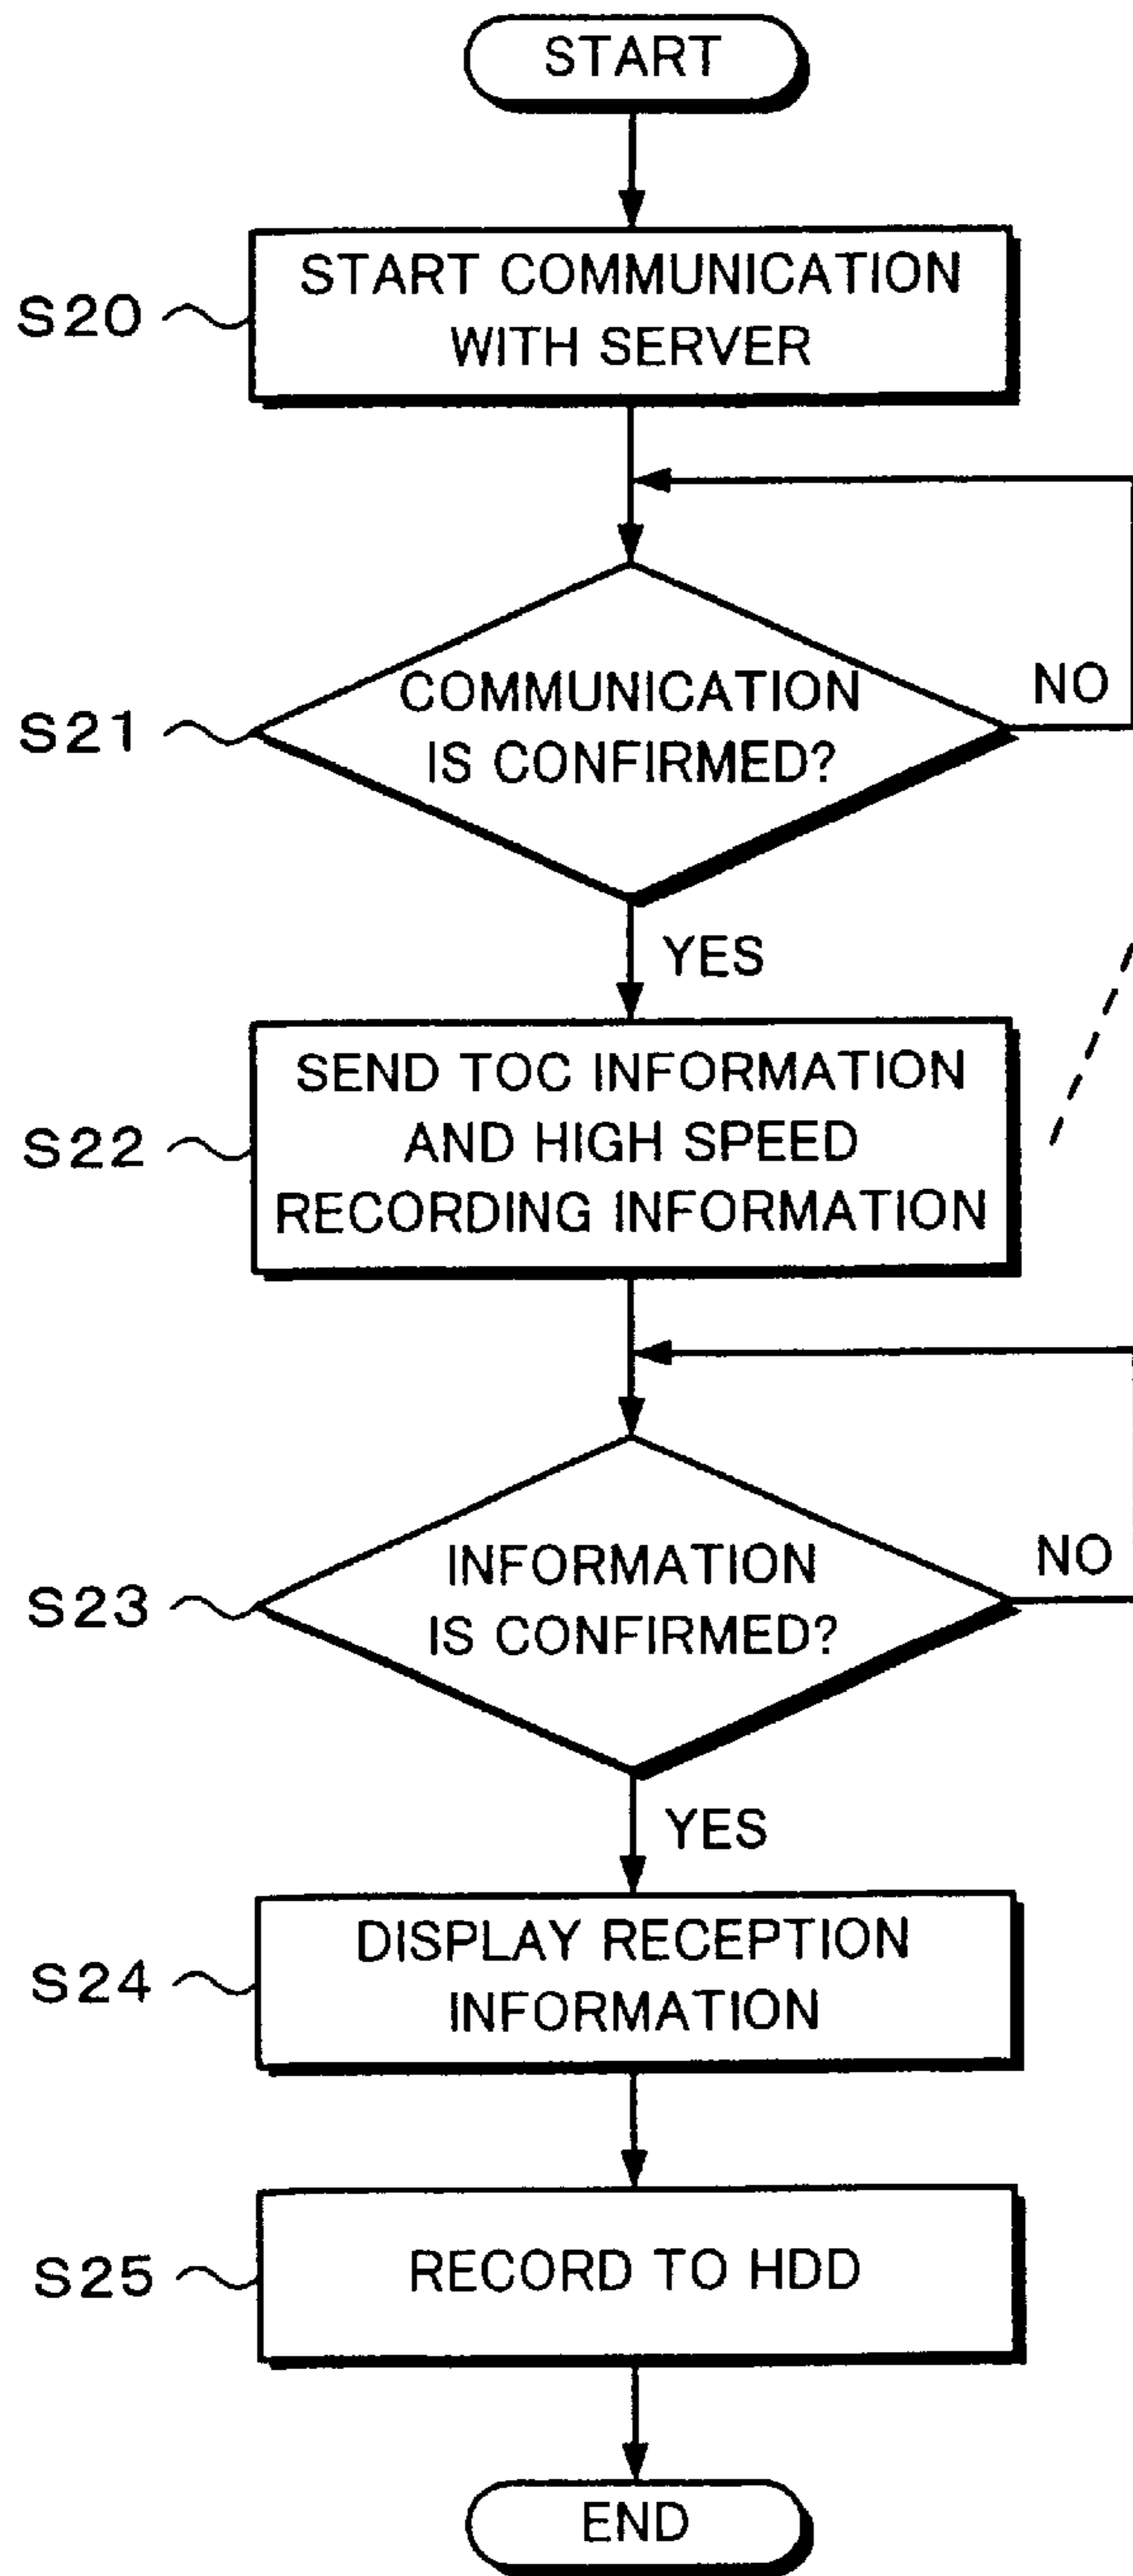 START
S20
START COMMUNICATION
WITH SERVER
S21
COMMUNICATION
IS CONFIRMED?
NO
YES
S22
SEND TOC INFORMATION
AND HIGH SPEED
RECORDING INFORMATION
S23
INFORMATION
IS CONFIRMED?
NO
YES
S24
DISPLAY RECEPTION
INFORMATION
S25
RECORD TO HDD
END